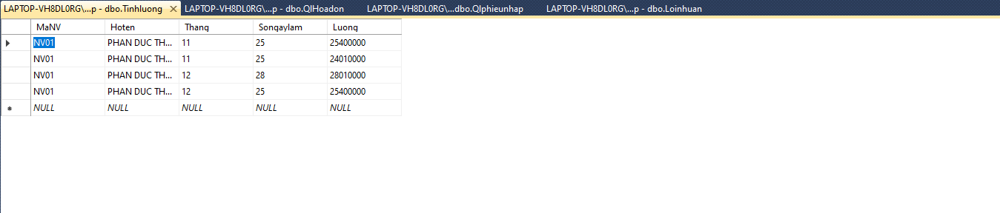 LAPTOP-VH8DL0RG\...p - dbo.Tinhluong LAPTOP-VH8DL0RG\...p - dbo.QlHoadon LAPTOP-VH8DL0RG\...dbo.Qlphieunhap LAPTOP-VH8DL0RG\...p - dbo.Loinhuan
MaNV Hoten Thang Songaylam Luong
NV01 PHAN DUC TH... 11 25 25400000
NV01 PHAN DUC TH... 11 25 24010000
NV01 PHAN DUC TH... 12 28 28010000
NV01 PHAN DUC TH... 12 25 25400000
NULL NULL NULL NULL NULL